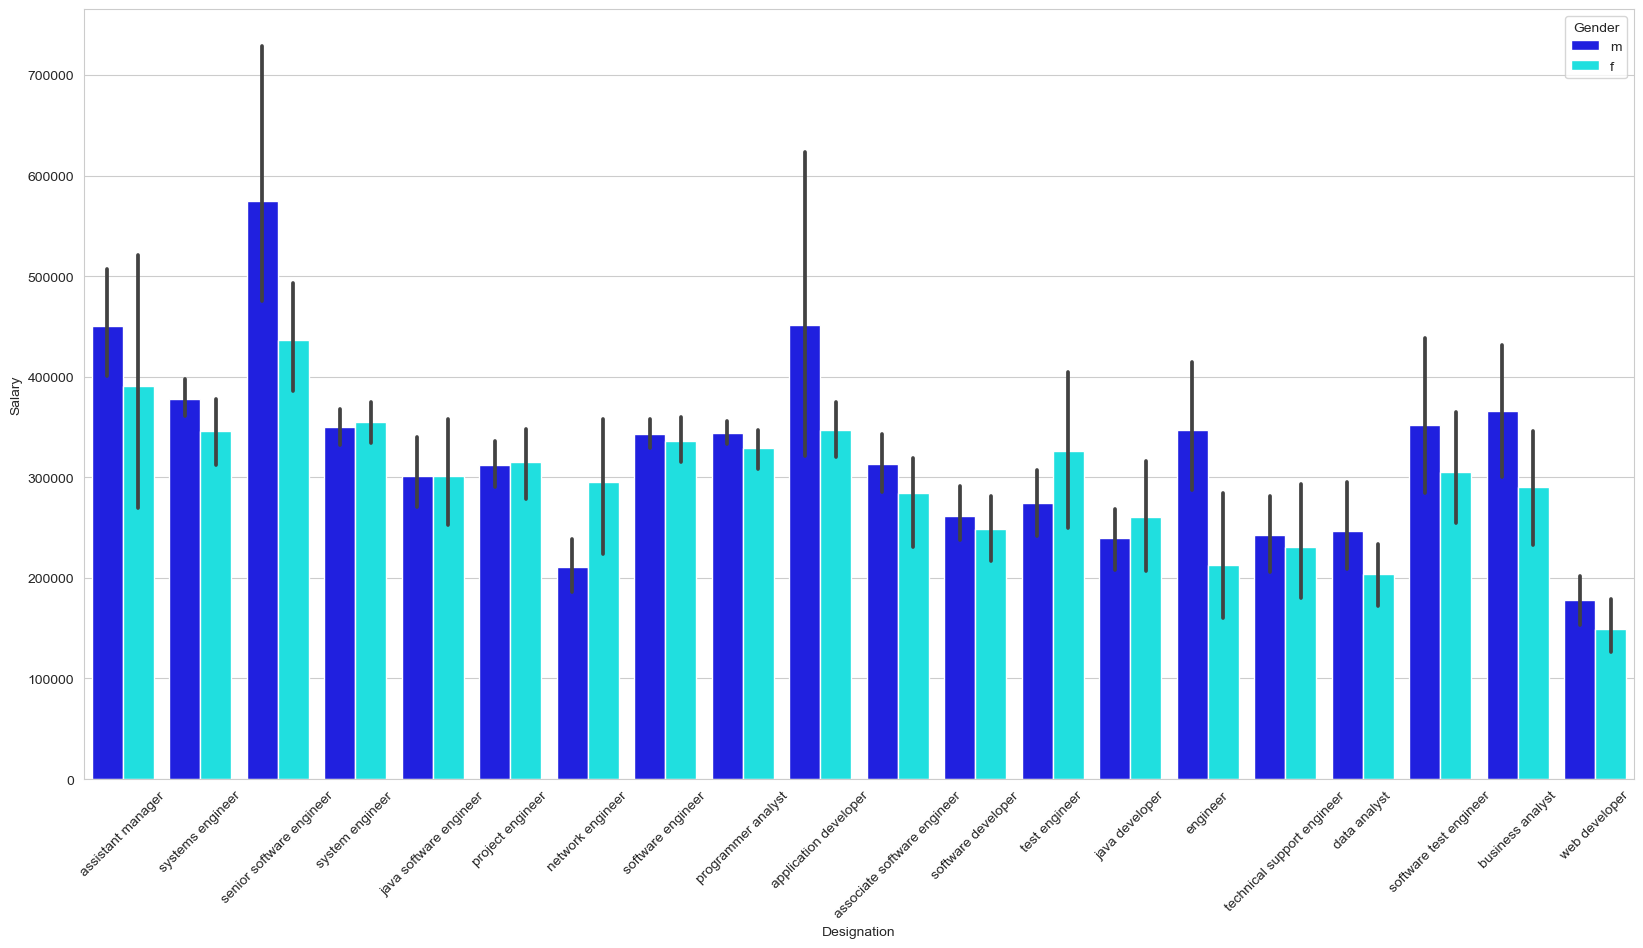 Gender
m
f
700000
600000
500000
400000
300000
200000
100000
0
Salary
assistant manager
systems engineer
senior software engineer
system engineer
java software engineer
project engineer
network engineer
software engineer
programmer analyst
application developer
associate software engineer
software developer
test engineer
java developer
engineer
technical support engineer
data analyst
software test engineer
business analyst
web developer
Designation